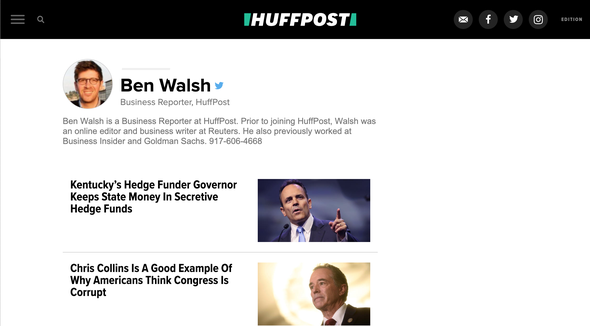 HUFFPOST
EDITION
Ben Walsh
Business Reporter, HuffPost
Ben Walsh is a Business Reporter at HuffPost. Prior to joining HuffPost, Walsh was
an online editor and business writer at Reuters. He also previously worked at
Business Insider and Goldman Sachs. 917-606-4668
Kentucky’s Hedge Funder Governor
Keeps State Money In Secretive
Hedge Funds
Chris Collins Is A Good Example Of
Why Americans Think Congress Is
Corrupt